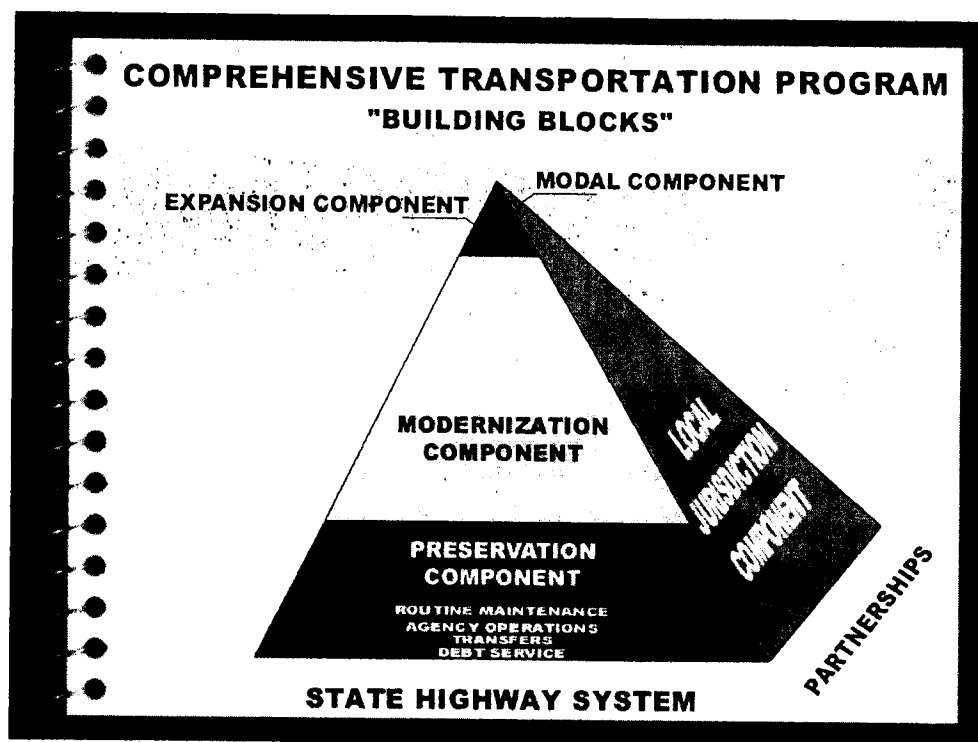 COMPREHENSIVE TRANSPORTATION PROGRAM
"BUILDING BLOCKS"
MODAL COMPONENT
EXPANSION COMPONENT
MODERNIZATION
COMPONENT
LOCAL
JURISDICTION
COMPONENT
PRESERVATION
COMPONENT
ROUTINE MAINTENANCE
AGENCY OPERATIONS
TRANSFERS
DEBT SERVICE
PARTNERSHIPS
STATE HIGHWAY SYSTEM